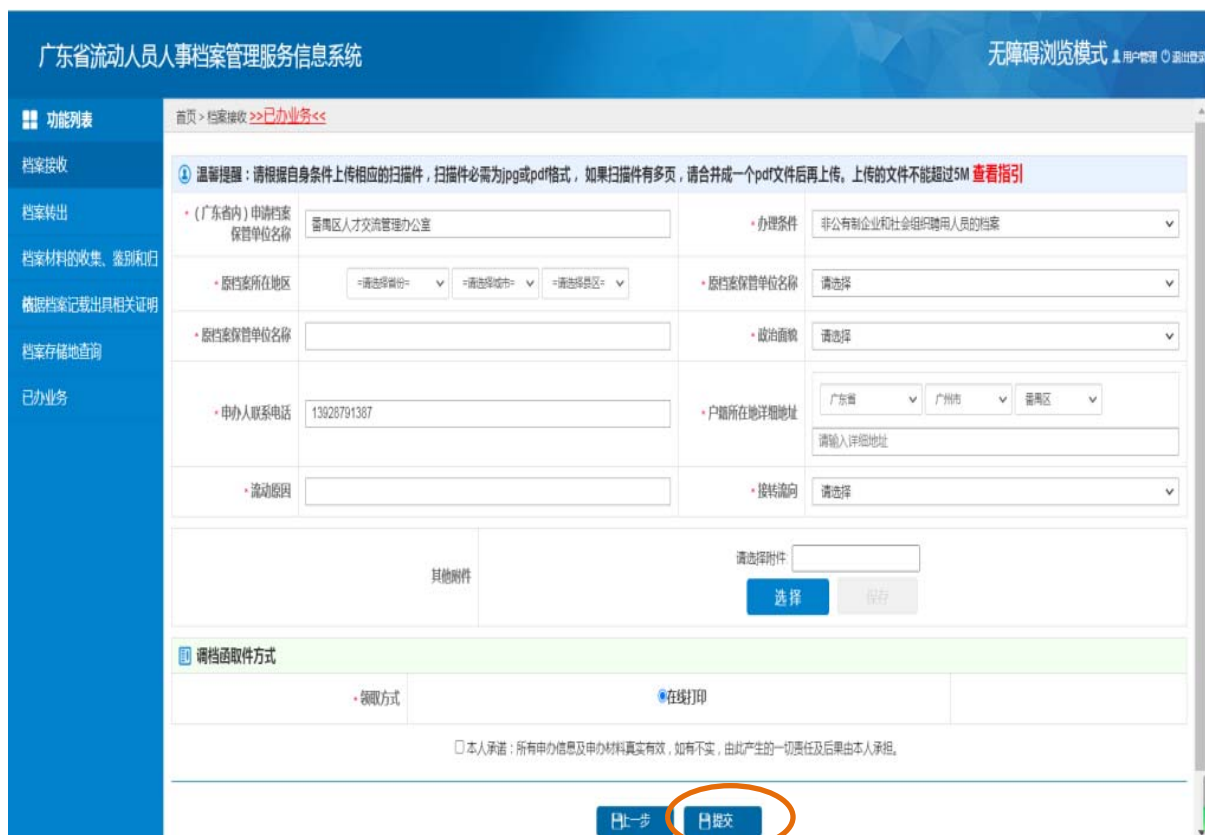 广东省流动人员人事档案管理服务信息系统
无障碍浏览模式 用户管理 退出登录
功能列表
首页 > 档案接收 >>已办业务<<
档案接收
档案转出
档案材料的收集、鉴别和归
依据档案记载出具相关证明
档案存储地查询
已办业务
温馨提醒：请根据自身条件上传相应的扫描件，扫描件必需为jpg或pdf格式， 如果扫描件有多页，请合并成一个pdf文件后再上传。上传的文件不能超过5M 查看指引
* （广东省内）申请档案
保管单位名称
番禺区人才交流管理办公室
* 办理条件
非公有制企业和社会组织聘用人员的档案
* 原档案所在地区
=请选择省份=
=请选择城市=
=请选择县区=
* 原档案保管单位名称
请选择
* 原档案保管单位名称
* 政治面貌
请选择
* 申办人联系电话
13928791387
* 户籍所在地详细地址
广东省
广州市
番禺区
请输入详细地址
* 流动原因
* 接转流向
请选择
其他附件
请选择附件:
选择
保存
调档函取件方式
* 领取方式
在线打印
本人承诺：所有申办信息及申办材料真实有效，如有不实，由此产生的一切责任及后果由本人承担。
上一步
提交